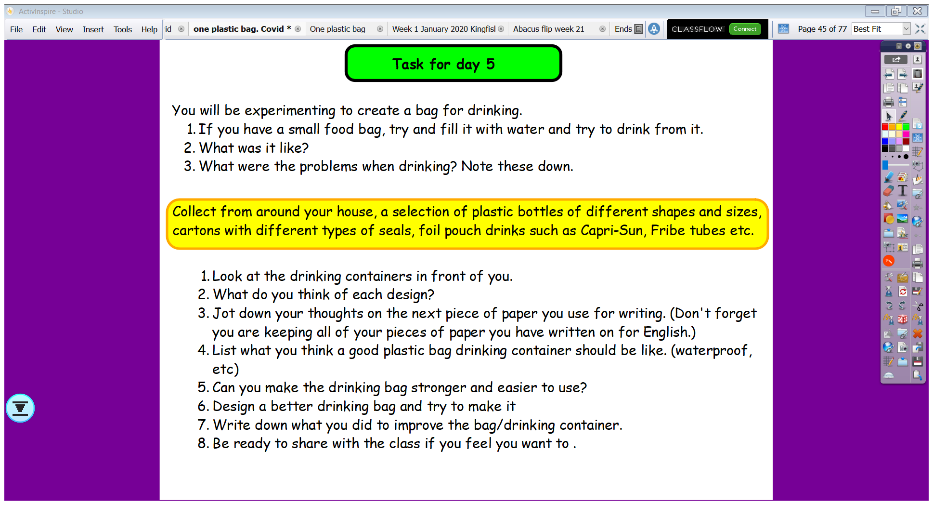 ActivInspire - Studio
File Edit View Insert Tools Help id one plastic bag. Covid * One plastic bag Week 1 January 2020 Kingfisl Abacus flip week 21 Ends CLASSFLOW Connect Page 45 of 77 Best Fit
Task for day 5
You will be experimenting to create a bag for drinking.
1. If you have a small food bag, try and fill it with water and try to drink from it.
2. What was it like?
3. What were the problems when drinking? Note these down.
Collect from around your house, a selection of plastic bottles of different shapes and sizes,
cartons with different types of seals, foil pouch drinks such as Capri-Sun, Fribe tubes etc.
1. Look at the drinking containers in front of you.
2. What do you think of each design?
3. Jot down your thoughts on the next piece of paper you use for writing. (Don't forget
you are keeping all of your pieces of paper you have written on for English.)
4. List what you think a good plastic bag drinking container should be like. (waterproof,
etc)
5. Can you make the drinking bag stronger and easier to use?
6. Design a better drinking bag and try to make it
7. Write down what you did to improve the bag/drinking container.
8. Be ready to share with the class if you feel you want to .